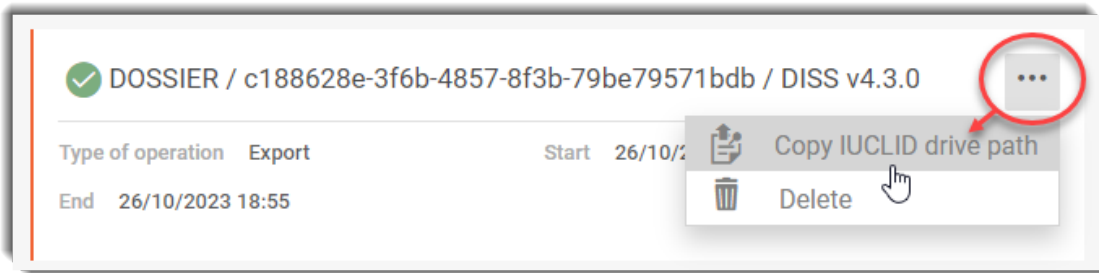 DOSSIER / c188628e-3f6b-4857-8f3b-79be79571bdb / DISS v4.3.0
Type of operation Export Start 26/10/2
Copy IUCLID drive path
End 26/10/2023 18:55
Delete